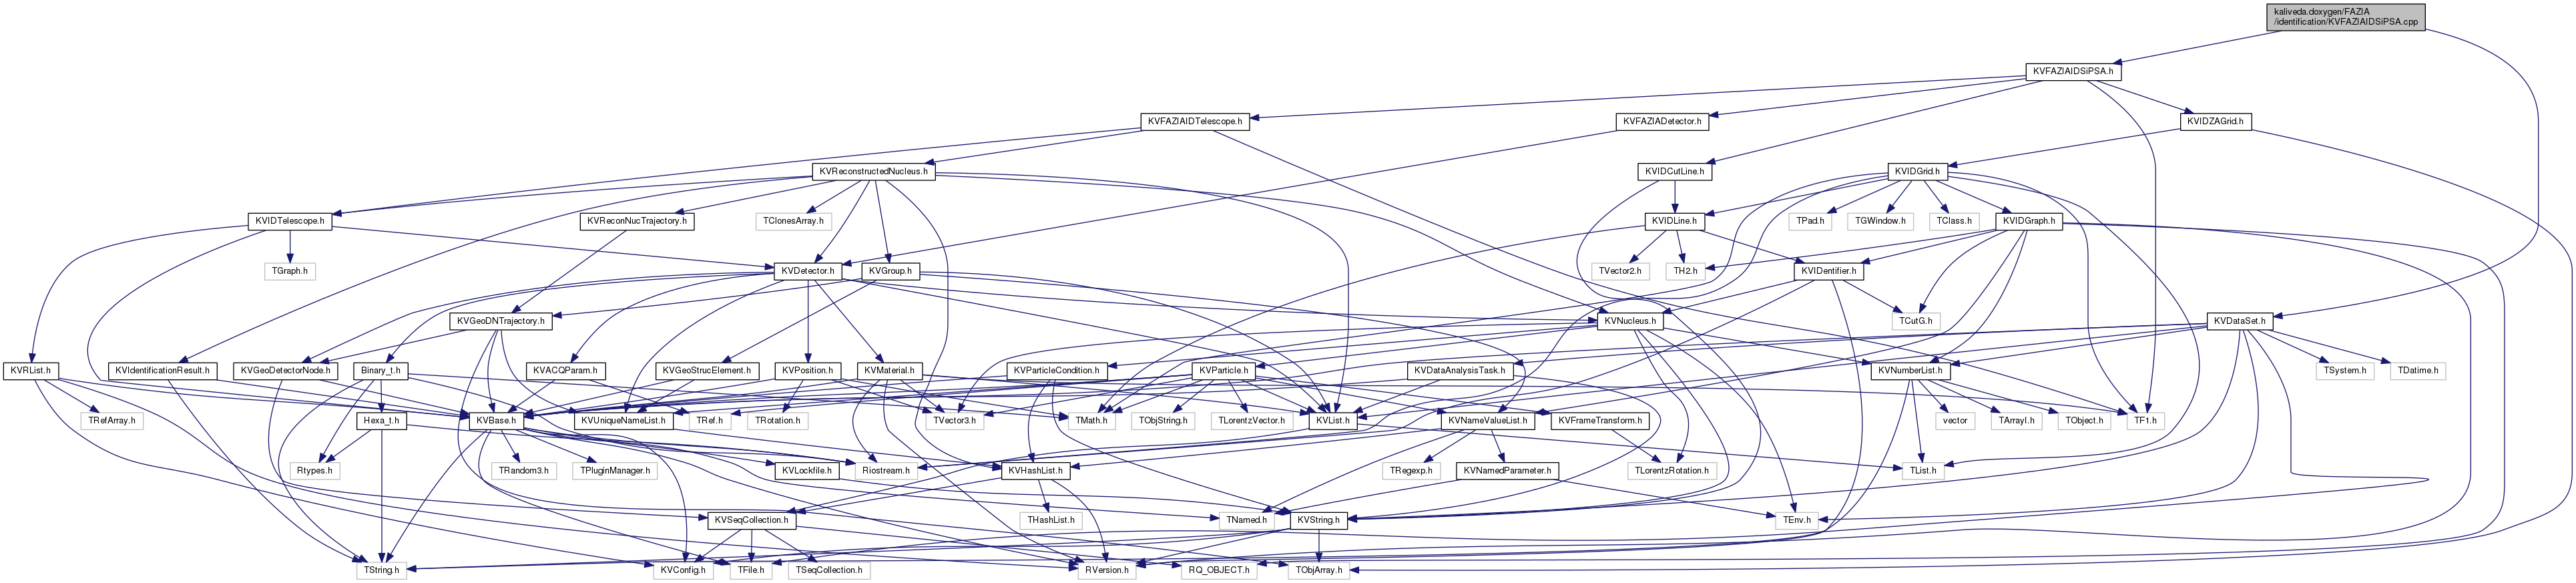 kaliveda.doxygen/FAZIA
/identification/KVFAZIAIDSiPSA.cpp
KVFAZIAIDSiPSA.h
KVFAZIAIDTelescope.h
KVFAZIADetector.h
KVIDZAGrid.h
KVReconstructedNucleus.h
KVIDCutLine.h
KVIDGrid.h
KVIDTelescope.h
KVReconNucTrajectory.h
TClonesArray.h
KVIDLine.h
TPad.h
TGWindow.h
TClass.h
KVIDGraph.h
TGraph.h
KVDetector.h
KVGroup.h
TVector2.h
TH2.h
KVIDentifier.h
KVGeoDNTrajectory.h
KVNucleus.h
TCutG.h
KVDataSet.h
KVRList.h
KVIdentificationResult.h
KVGeoDetectorNode.h
Binary_t.h
KVACQParam.h
KVGeoStrucElement.h
KVPosition.h
KVMaterial.h
KVParticleCondition.h
KVParticle.h
KVDataAnalysisTask.h
KVNumberList.h
TSystem.h
TDatime.h
TRefArray.h
Hexa_t.h
KVBase.h
KVUniqueNameList.h
TRef.h
TRotation.h
TMath.h
TVector3.h
TObjString.h
TLorentzVector.h
KVList.h
KVNameValueList.h
KVFrameTransform.h
vector
TArrayI.h
TObject.h
TF1.h
Rtypes.h
TRandom3.h
TPluginManager.h
KVLockfile.h
Riostream.h
KVHashList.h
TRegexp.h
KVNamedParameter.h
TLorentzRotation.h
TList.h
KVSeqCollection.h
THashList.h
TNamed.h
KVString.h
TEnv.h
TString.h
KVConfig.h
TFile.h
TSeqCollection.h
RVersion.h
RQ_OBJECT.h
TObjArray.h